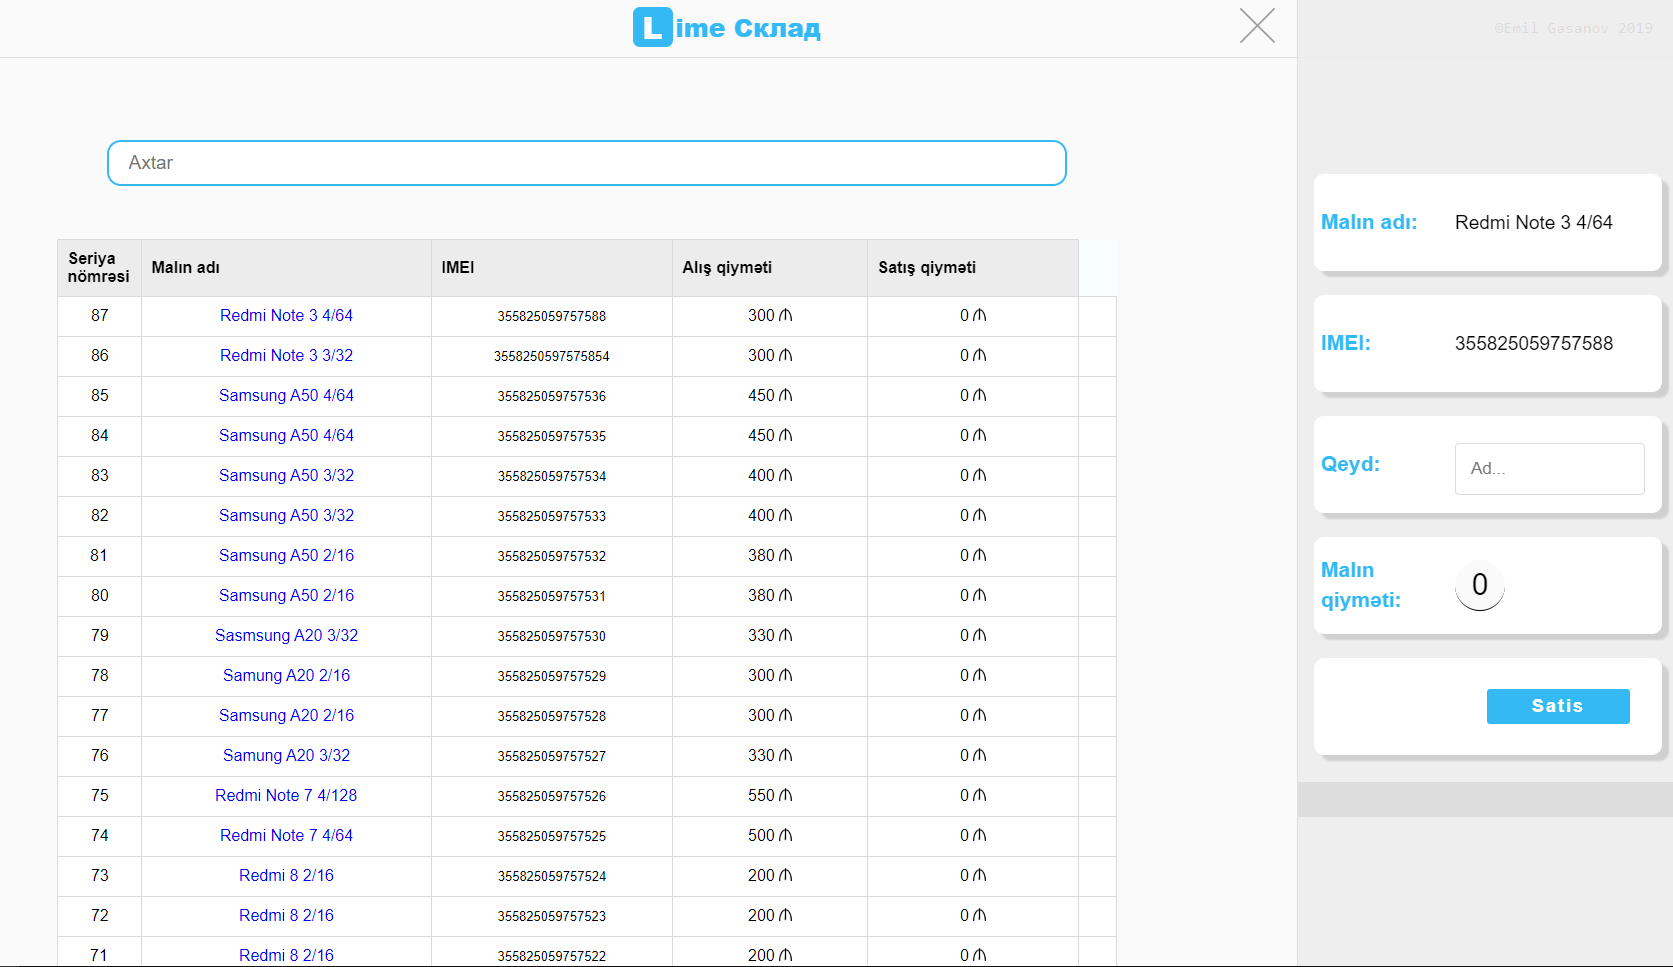 Lime Склад
©Emil Gasanov 2019
Axtar
Seriya nömrəsi Malın adı IMEI Alış qiyməti Satış qiyməti
87 Redmi Note 3 4/64 355825059757588 300 ₼ 0 ₼
86 Redmi Note 3 3/32 3558250597575854 300 ₼ 0 ₼
85 Samsung A50 4/64 355825059757536 450 ₼ 0 ₼
84 Samsung A50 4/64 355825059757535 450 ₼ 0 ₼
83 Samsung A50 3/32 355825059757534 400 ₼ 0 ₼
82 Samsung A50 3/32 355825059757533 400 ₼ 0 ₼
81 Samsung A50 2/16 355825059757532 380 ₼ 0 ₼
80 Samsung A50 2/16 355825059757531 380 ₼ 0 ₼
79 Sasmsung A20 3/32 355825059757530 330 ₼ 0 ₼
78 Samung A20 2/16 355825059757529 300 ₼ 0 ₼
77 Samsung A20 2/16 355825059757528 300 ₼ 0 ₼
76 Samung A20 3/32 355825059757527 330 ₼ 0 ₼
75 Redmi Note 7 4/128 355825059757526 550 ₼ 0 ₼
74 Redmi Note 7 4/64 355825059757525 500 ₼ 0 ₼
73 Redmi 8 2/16 355825059757524 200 ₼ 0 ₼
72 Redmi 8 2/16 355825059757523 200 ₼ 0 ₼
71 Redmi 8 2/16 355825059757522 200 ₼ 0 ₼
Malın adı: Redmi Note 3 4/64
IMEI: 355825059757588
Qeyd: Ad...
Malın
qiyməti: 0
Satis